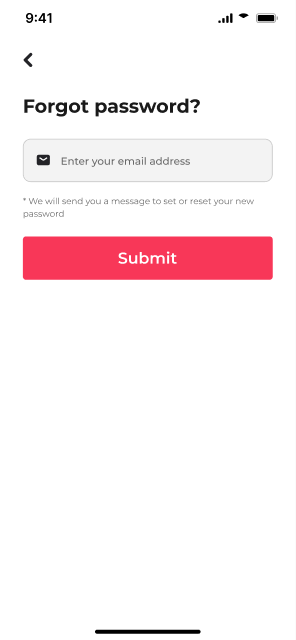 9:41
Forgot password?
Enter your email address
* We will send you a message to set or reset your new
password
Submit